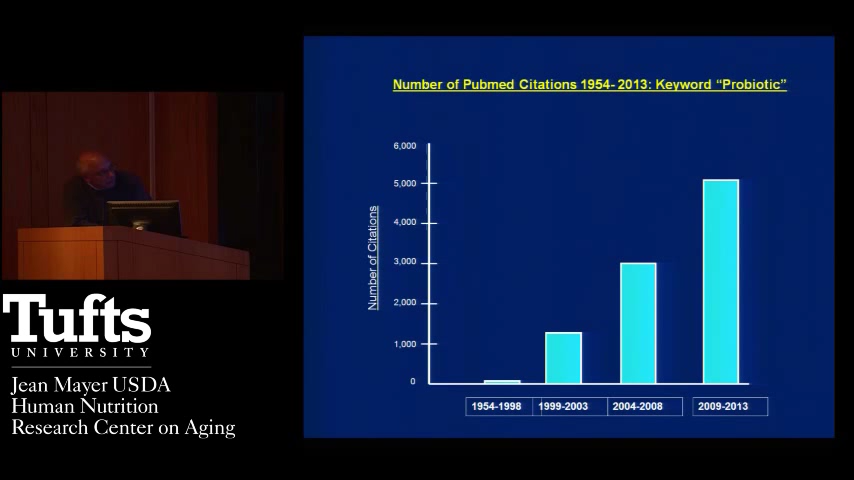 Number of Pubmed Citations 1954- 2013: Keyword “Probiotic”
Number of Citations
6,000
5,000
4,000
3,000
2,000
1,000
0
1954-1998
1999-2003
2004-2008
2009-2013
Tufts
UNIVERSITY
Jean Mayer USDA
Human Nutrition
Research Center on Aging